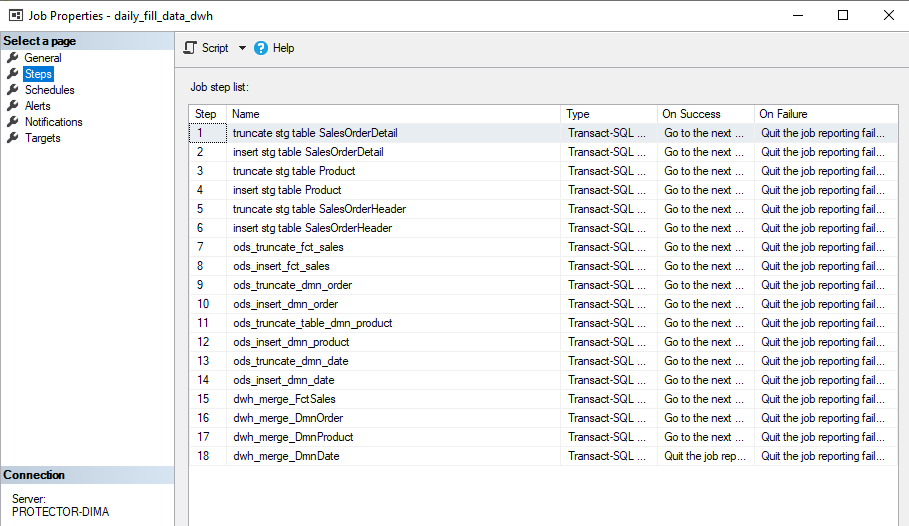 Job Properties - daily_fill_data_dwh
Select a page
General
Steps
Schedules
Alerts
Notifications
Targets
Script Help
Job step list:
Step Name Type On Success On Failure
1 truncate stg table SalesOrderDetail Transact-SQL ... Go to the next ... Quit the job reporting fail...
2 insert stg table SalesOrderDetail Transact-SQL ... Go to the next ... Quit the job reporting fail...
3 truncate stg table Product Transact-SQL ... Go to the next ... Quit the job reporting fail...
4 insert stg table Product Transact-SQL ... Go to the next ... Quit the job reporting fail...
5 truncate stg table SalesOrderHeader Transact-SQL ... Go to the next ... Quit the job reporting fail...
6 insert stg table SalesOrderHeader Transact-SQL ... Go to the next ... Quit the job reporting fail...
7 ods_truncate_fct_sales Transact-SQL ... Go to the next ... Quit the job reporting fail...
8 ods_insert_fct_sales Transact-SQL ... Go to the next ... Quit the job reporting fail...
9 ods_truncate_dmn_order Transact-SQL ... Go to the next ... Quit the job reporting fail...
10 ods_insert_dmn_order Transact-SQL ... Go to the next ... Quit the job reporting fail...
11 ods_truncate_table_dmn_product Transact-SQL ... Go to the next ... Quit the job reporting fail...
12 ods_insert_dmn_product Transact-SQL ... Go to the next ... Quit the job reporting fail...
13 ods_truncate_dmn_date Transact-SQL ... Go to the next ... Quit the job reporting fail...
14 ods_insert_dmn_date Transact-SQL ... Go to the next ... Quit the job reporting fail...
15 dwh_merge_FctSales Transact-SQL ... Go to the next ... Quit the job reporting fail...
16 dwh_merge_DmnOrder Transact-SQL ... Go to the next ... Quit the job reporting fail...
17 dwh_merge_DmnProduct Transact-SQL ... Go to the next ... Quit the job reporting fail...
18 dwh_merge_DmnDate Transact-SQL ... Quit the job rep... Quit the job reporting fail...
Connection
Server:
PROTECTOR-DIMA